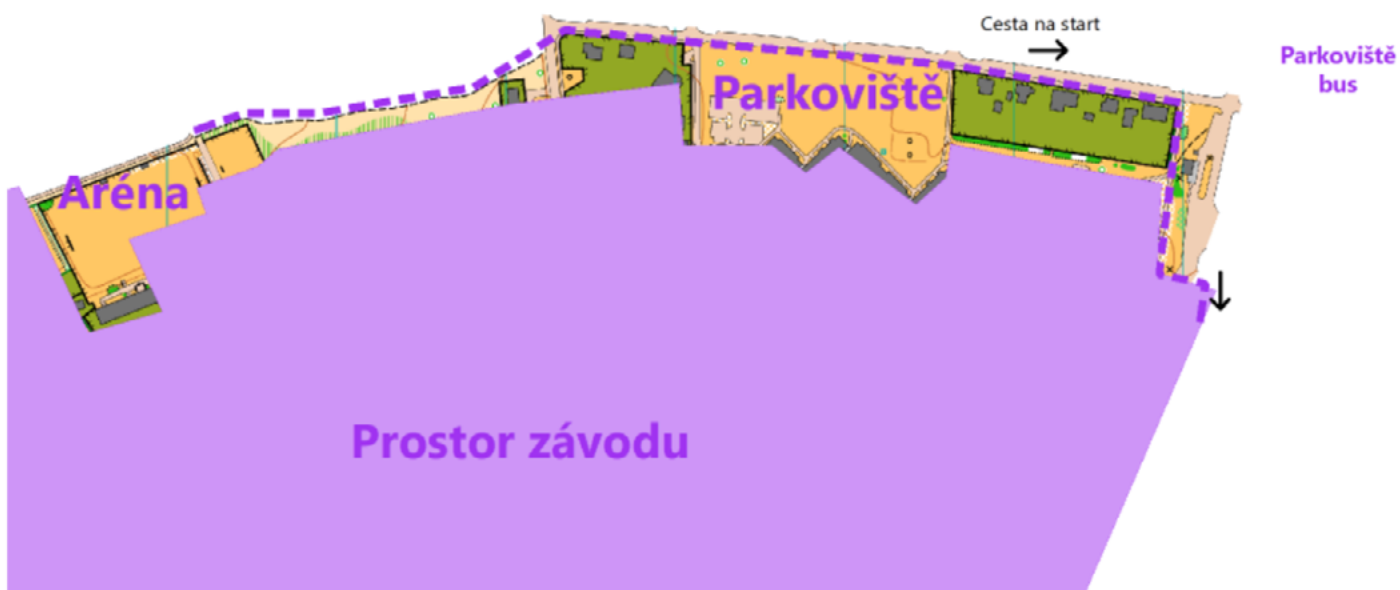 Cesta na start
Parkoviště
bus
Parkoviště
Aréna
Prostor závodu